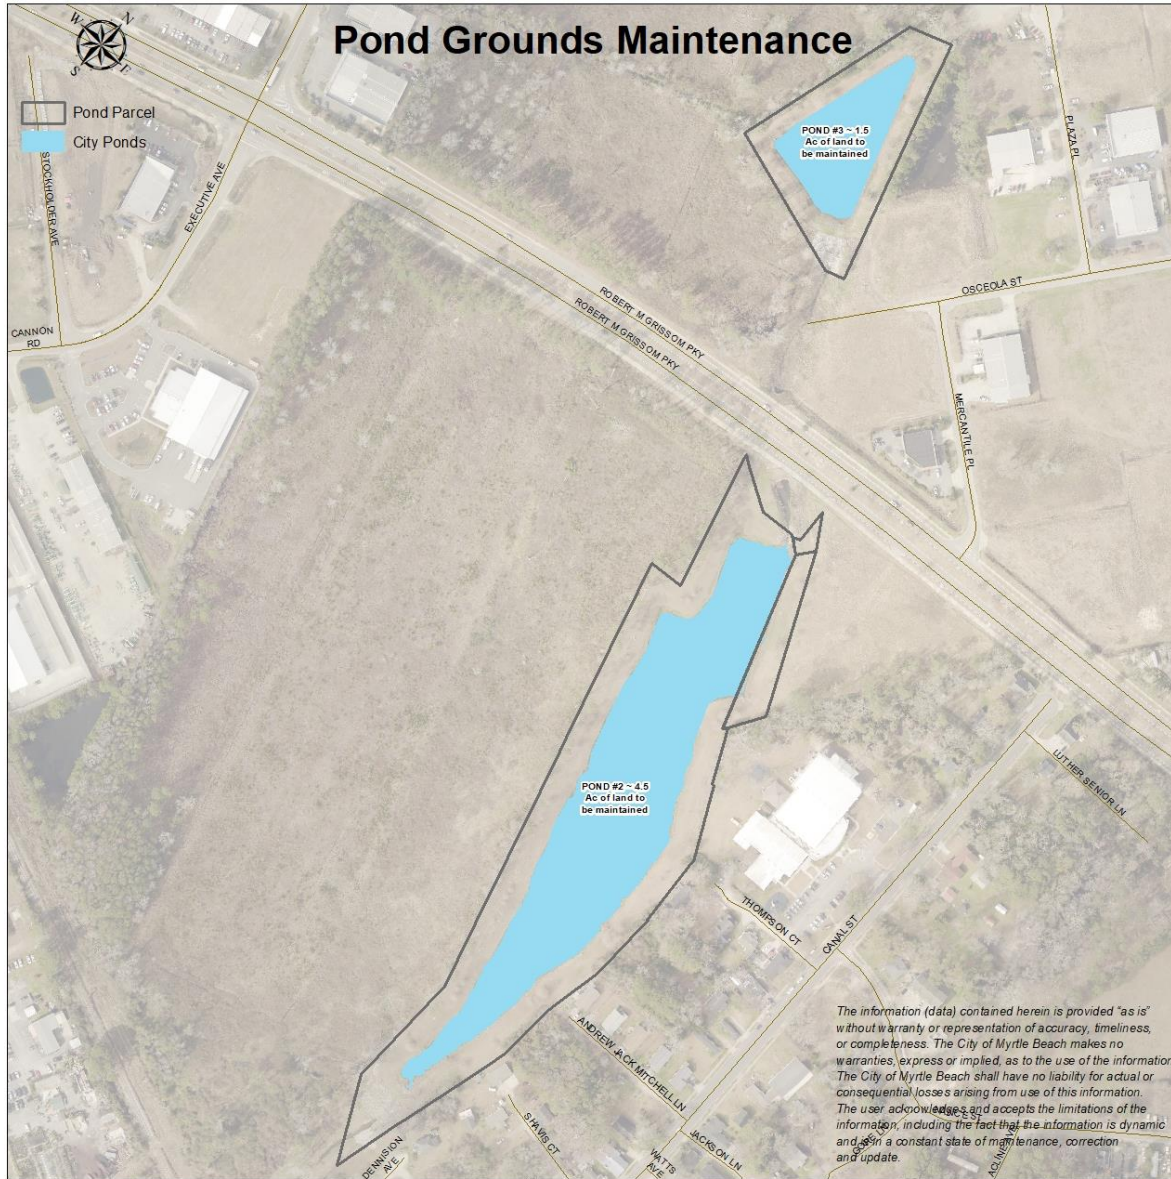 Pond Grounds Maintenance
W
N
S
E
Pond Parcel
City Ponds
POND #3 ~ 1.5
Ac of land to
be maintained
STOCKHOLDER AVE
EXECUTIVE AVE
PLAZA PL
OSCEOLA ST
CANNON
RD
ROBERT M GRISSOM PKY
ROBERT M GRISSOM PKY
MERCANTILE PL
POND #2 ~ 4.5
Ac of land to
be maintained
LUTHER SENIOR LN
THOMPSON CT
CANAL ST
ANDREW JACK MITCHELL LN
SHAVIS CT
DENNISION
AVE
WATTS
AVE
JACKSON LN
The information (data) contained herein is provided "as is"
without warranty or representation of accuracy, timeliness,
or completeness. The City of Myrtle Beach makes no
warranties, express or implied, as to the use of the information
The City of Myrtle Beach shall have no liability for actual or
consequential losses arising from use of this information.
The user acknowledges and accepts the limitations of the
information, including the fact that the information is dynamic
and is in a constant state of maintenance, correction
and update.